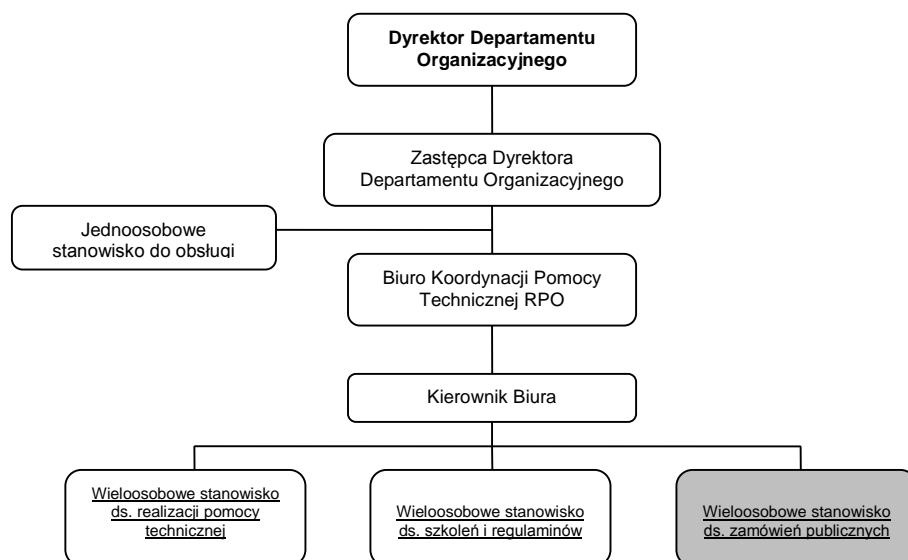 Dyrektor Departamentu
Organizacyjnego
Zastępca Dyrektora
Departamentu Organizacyjnego
Jednoosobowe
stanowisko do obsługi
Biuro Koordynacji Pomocy
Technicznej RPO
Kierownik Biura
Wieloosobowe stanowisko
ds. realizacji pomocy
technicznej
Wieloosobowe stanowisko
ds. szkoleń i regulaminów
Wieloosobowe stanowisko
ds. zamówień publicznych